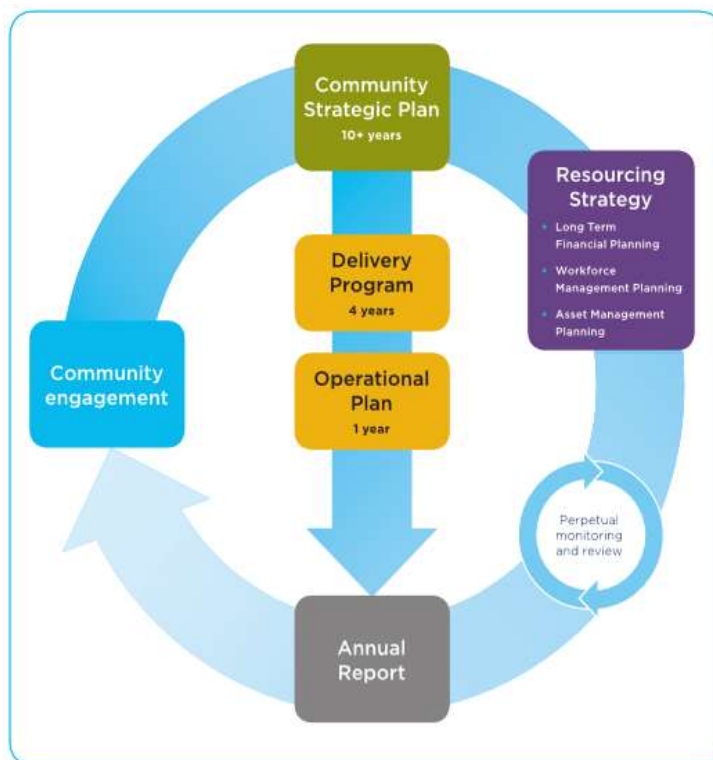 Community
Strategic Plan
10+ years
Resourcing
Strategy
• Long Term
Financial Planning
• Workforce
Management Planning
• Asset Management
Planning
Delivery
Program
4 years
Community
engagement
Operational
Plan
1 year
Perpetual
monitoring
and review
Annual
Report